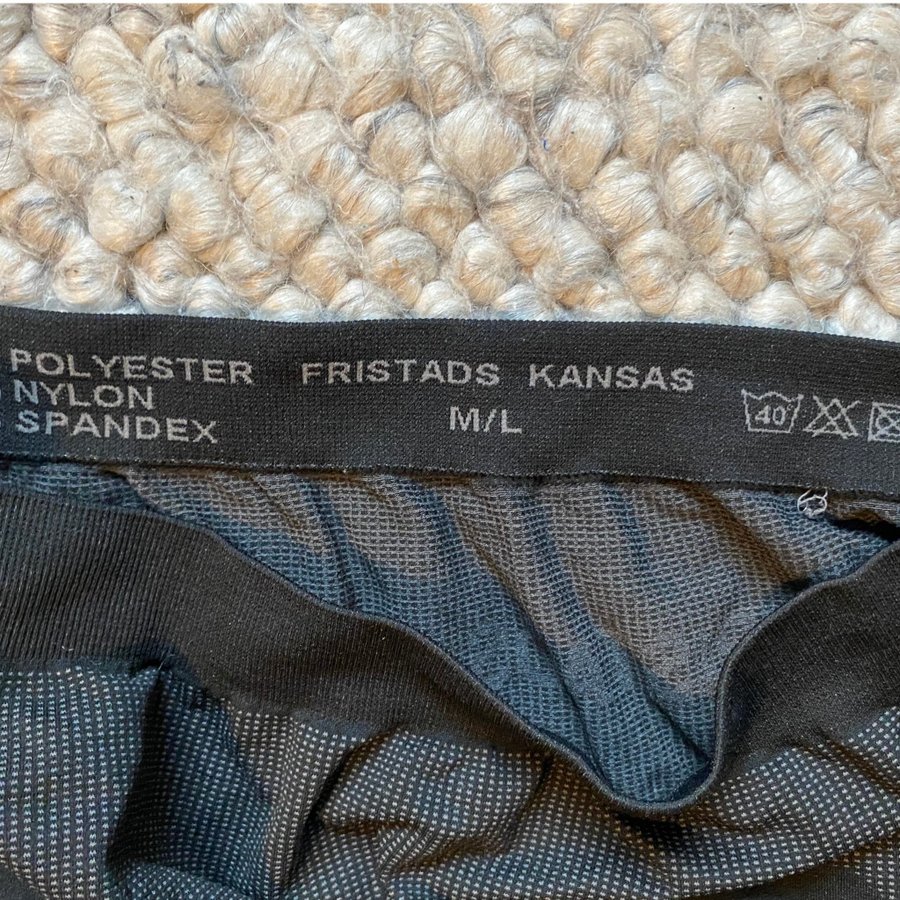 POLYESTER
NYLON
SPANDEX
FRISTADS KANSAS
M/L
40